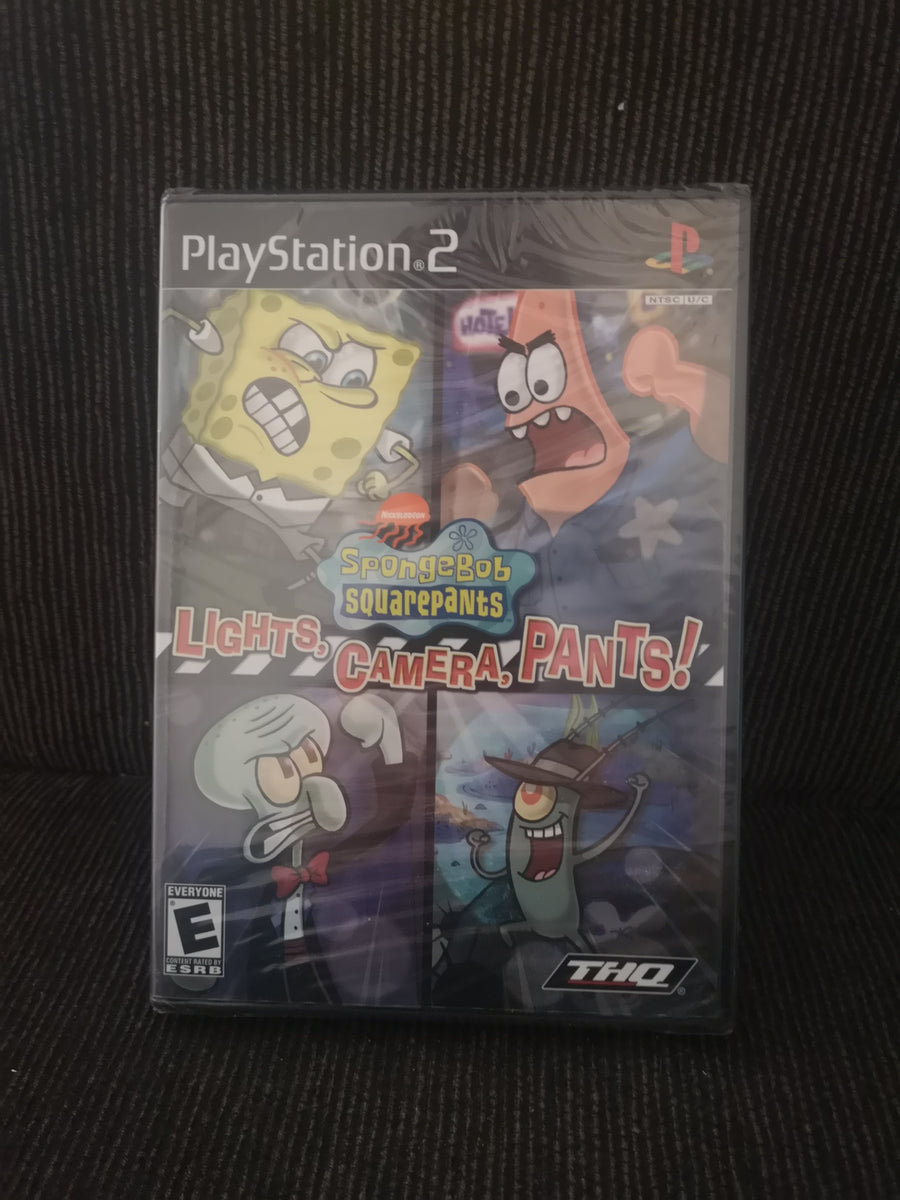 PlayStation®2
NTSC U/C
HOTEL
NICKELODEON
SpongeBob
SQUAREPANTS
LIGHTS, CAMERA, PANTS!
EVERYONE
E
CONTENT RATED BY
ESRB
THQ®